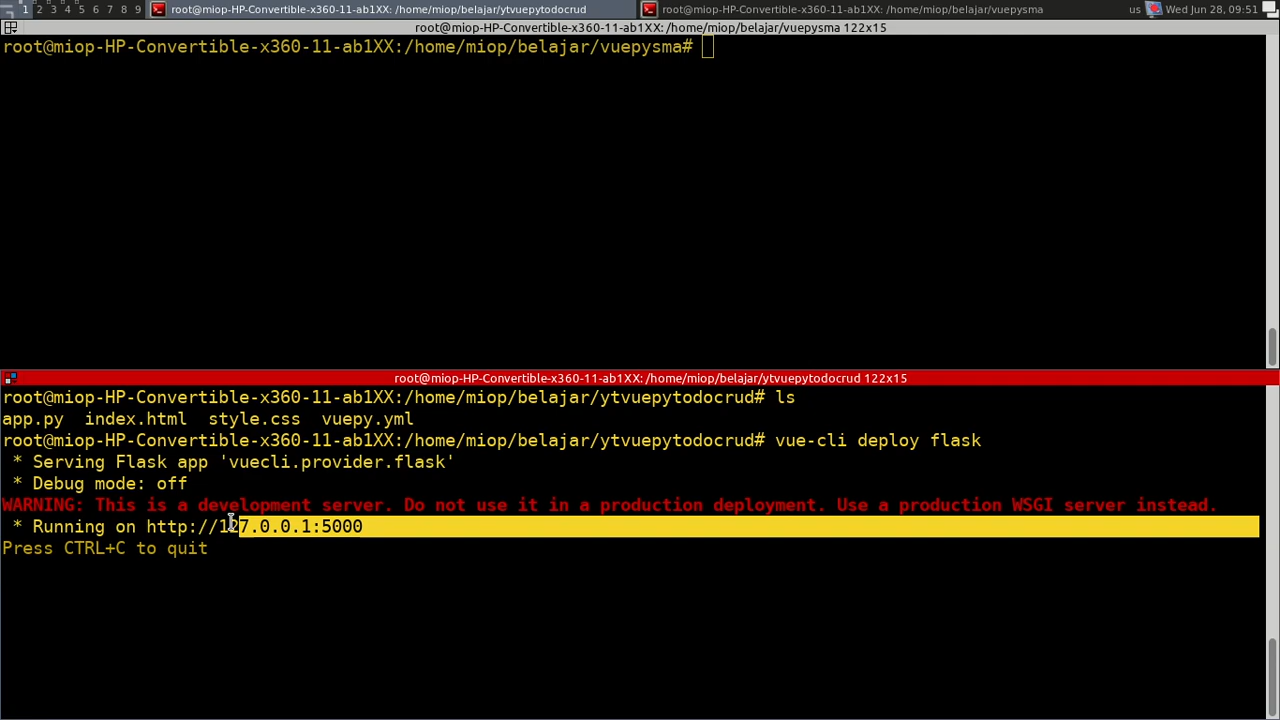 1 2 3 4 5 6 7 8 9 root@miop-HP-Convertible-x360-11-ab1XX: /home/miop/belajar/ytvuepytodocrud root@miop-HP-Convertible-x360-11-ab1XX: /home/miop/belajar/vuepysma us Wed Jun 28, 09:51
root@miop-HP-Convertible-x360-11-ab1XX: /home/miop/belajar/vuepysma 122x15
root@miop-HP-Convertible-x360-11-ab1XX:/home/miop/belajar/vuepysma#
root@miop-HP-Convertible-x360-11-ab1XX: /home/miop/belajar/ytvuepytodocrud 122x15
root@miop-HP-Convertible-x360-11-ab1XX:/home/miop/belajar/ytvuepytodocrud# ls
app.py  index.html  style.css  vuepy.yml
root@miop-HP-Convertible-x360-11-ab1XX:/home/miop/belajar/ytvuepytodocrud# vue-cli deploy flask
 * Serving Flask app 'vuecli.provider.flask'
 * Debug mode: off
WARNING: This is a development server. Do not use it in a production deployment. Use a production WSGI server instead.
 * Running on http://127.0.0.1:5000
Press CTRL+C to quit